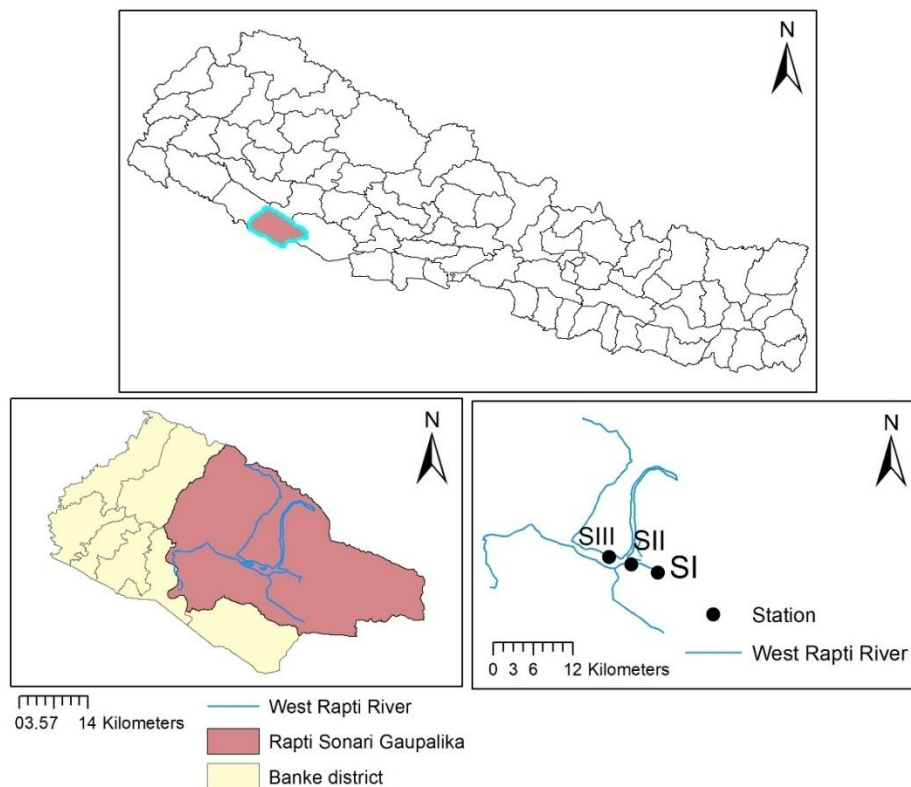 N
N
03.57 14 Kilometers
West Rapti River
Rapti Sonari Gaupalika
Banke district
N
SIII
SII
SI
Station
West Rapti River
0 3 6 12 Kilometers